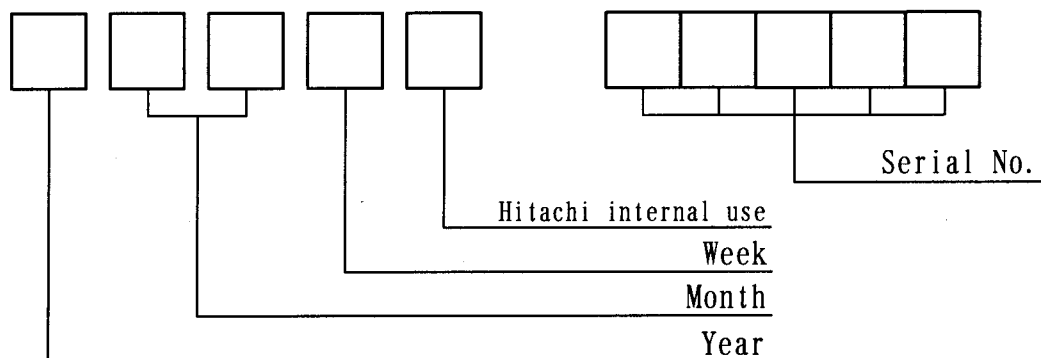 Serial No.
Hitachi internal use
Week
Month
Year